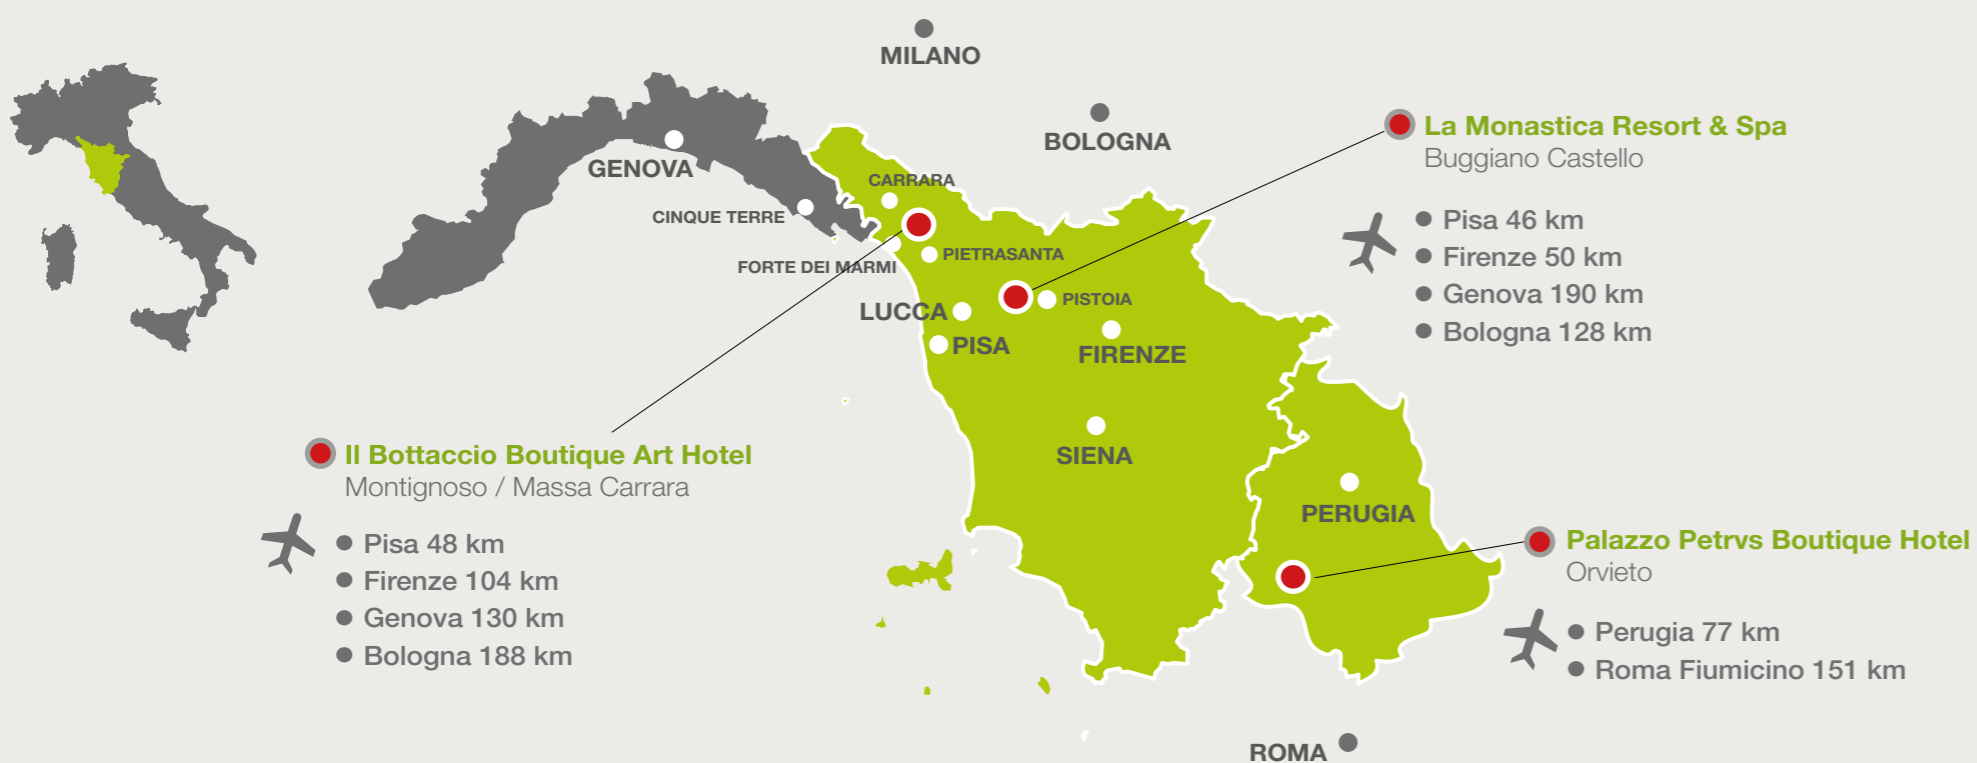 MILANO
BOLOGNA
GENOVA
CARRARA
CINQUE TERRE
FORTE DEI MARMI
PIETRASANTA
LUCCA
PISTOIA
PISA
FIRENZE
SIENA
PERUGIA
ROMA
La Monastica Resort & Spa
Buggiano Castello
Pisa 46 km
Firenze 50 km
Genova 190 km
Bologna 128 km
Il Bottaccio Boutique Art Hotel
Montignoso / Massa Carrara
Pisa 48 km
Firenze 104 km
Genova 130 km
Bologna 188 km
Palazzo Petrvs Boutique Hotel
Orvieto
Perugia 77 km
Roma Fiumicino 151 km